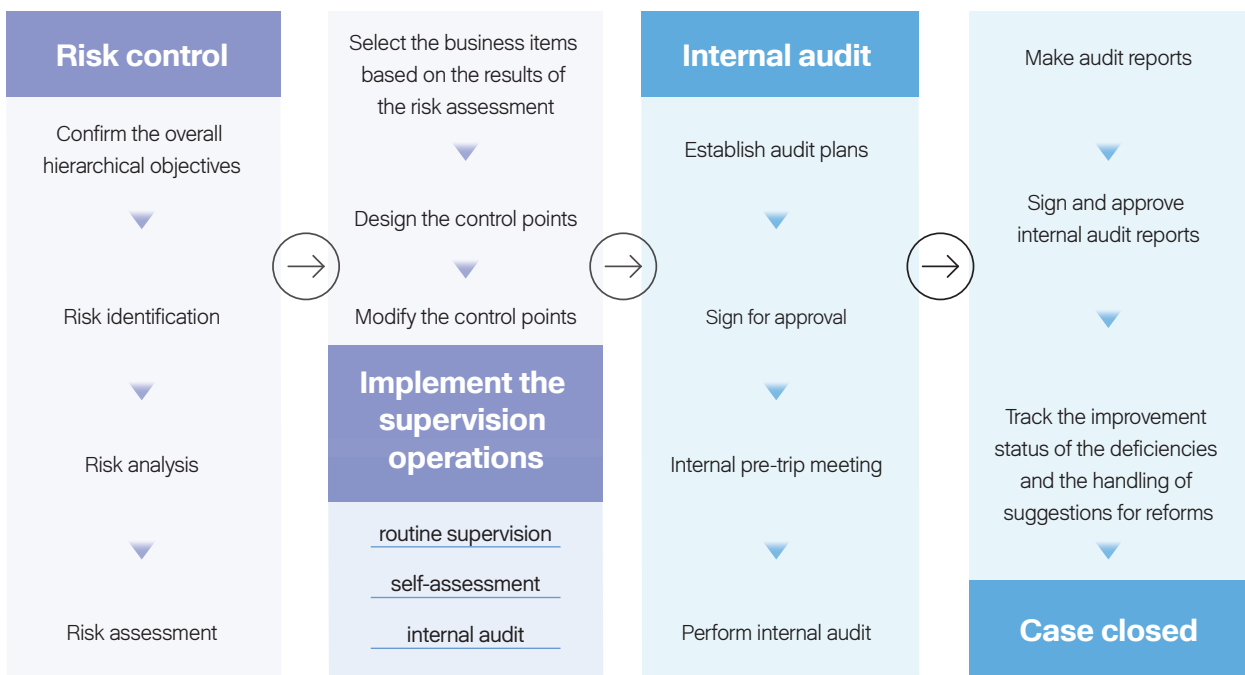 Risk control
Confirm the overall
hierarchical objectives
Risk identification
Risk analysis
Risk assessment
Select the business items
based on the results of
the risk assessment
Design the control points
Modify the control points
Implement the
supervision
operations
routine supervision
self-assessment
internal audit
Internal audit
Establish audit plans
Sign for approval
Internal pre-trip meeting
Perform internal audit
Make audit reports
Sign and approve
internal audit reports
Track the improvement
status of the deficiencies
and the handling of
suggestions for reforms
Case closed